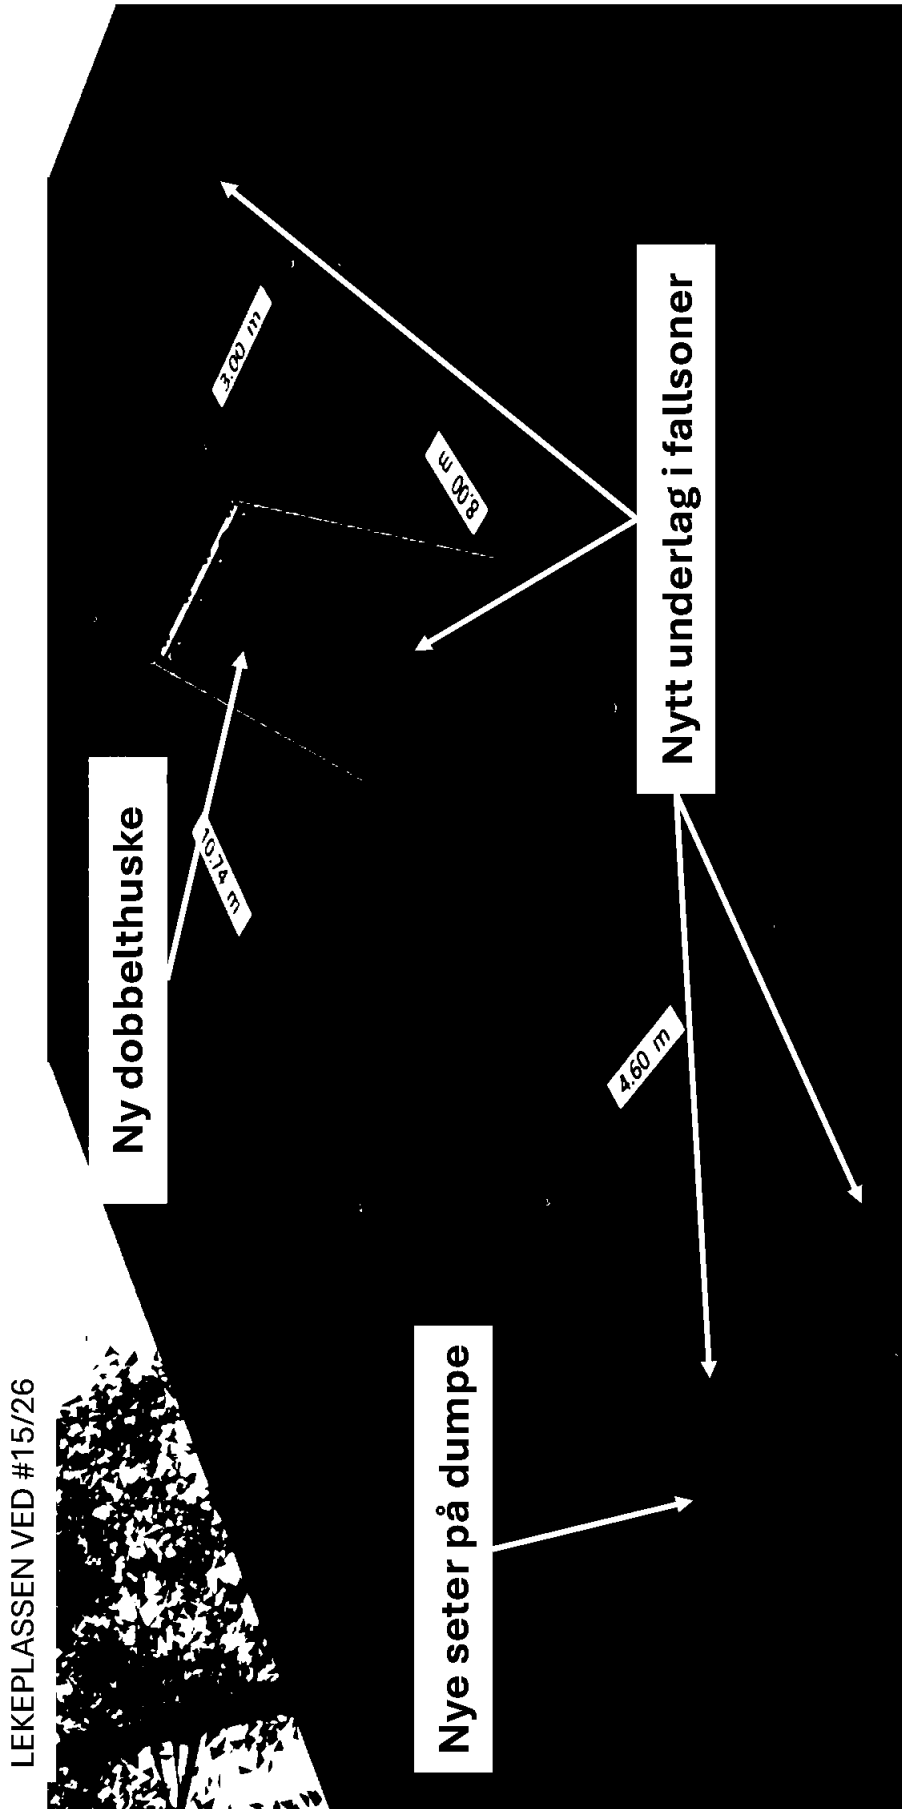 LEKEPLASSEN VED #15/26
Ny dobbelthuske
10.74 m
3.00 m
8.00 m
Nye seter på dumpe
4.60 m
Nytt underlag i fallsoner